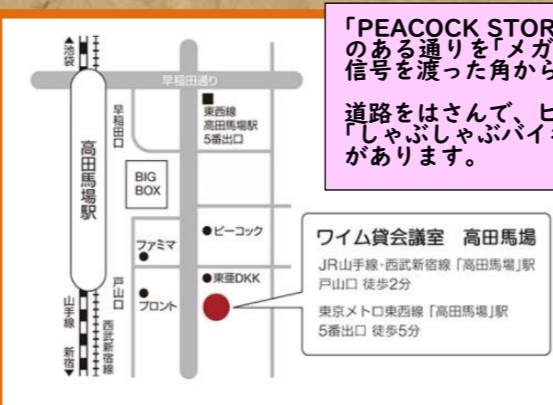 「PEACOCK STOR
のある通りを「メガ
信号を渡った角から
道路をはさんで、ピ
「しゃぶしゃぶバイキ
があります。
▲池袋
早稲田通り
早稲田口
東西線
高田馬場駅
5番出口
高田馬場駅
BIG
BOX
ファミマ
●ピーコック
●東亜DKK
戸山口
プロント
山手線
新宿▼
西武新宿線
ワイム貸会議室 高田馬場
JR山手線・西武新宿線「高田馬場」駅
戸山口 徒歩2分
東京メトロ東西線「高田馬場」駅
5番出口 徒歩5分